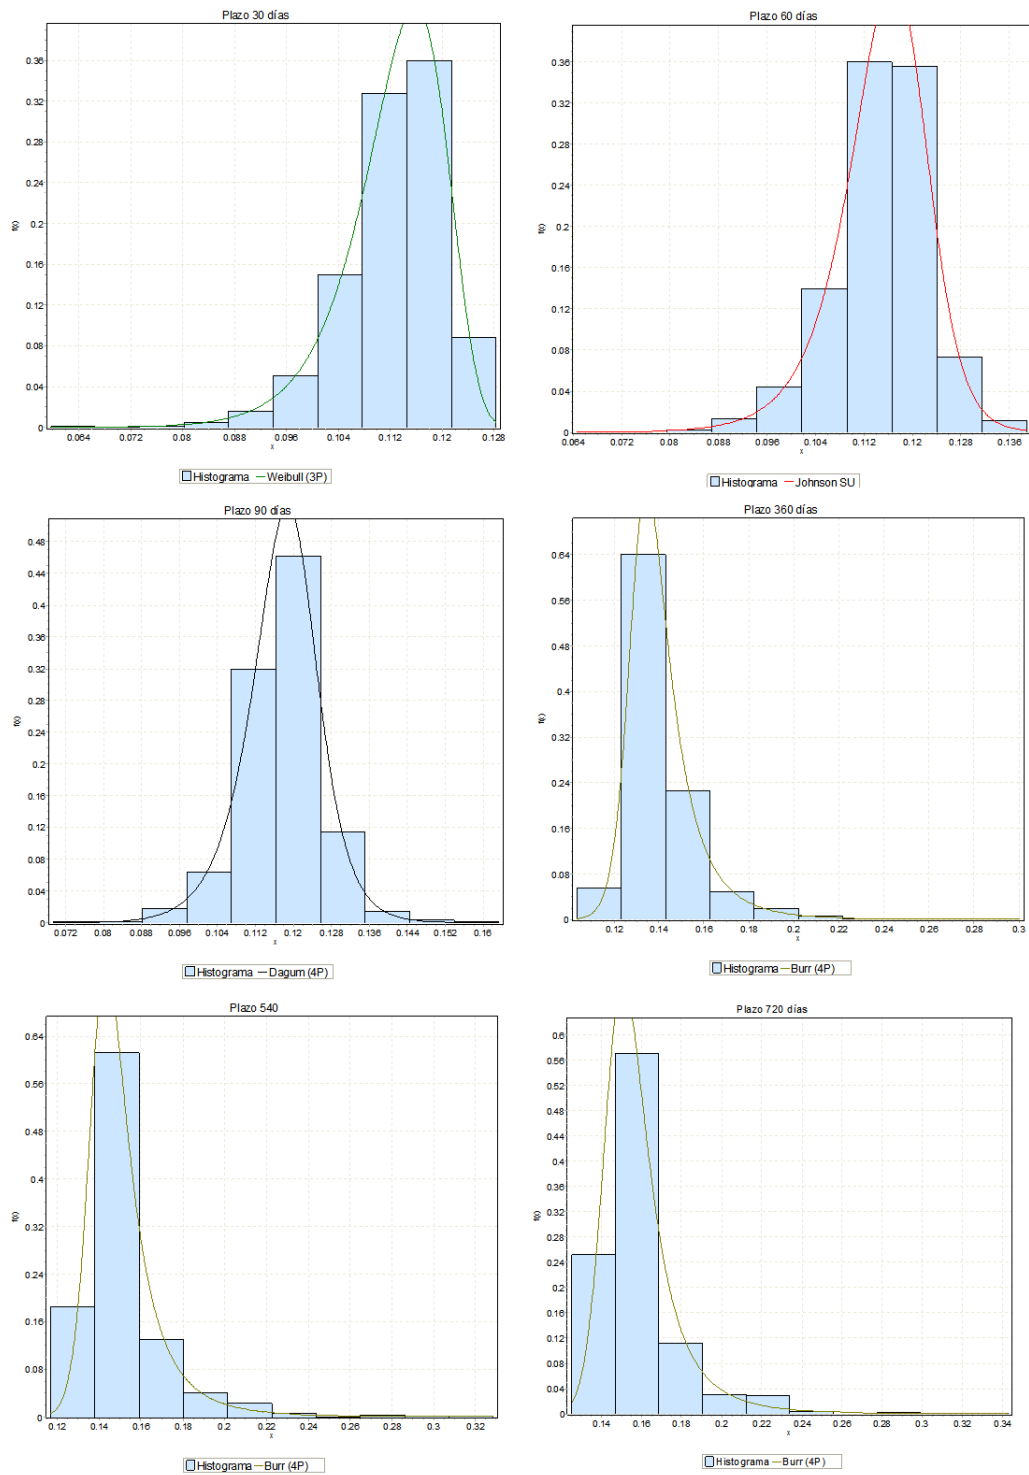 Plazo 30 días
0.36
0.32
0.28
0.24
0.2
0.16
0.12
0.08
0.04
0
f(x)
0.064 0.072 0.08 0.088 0.096 0.104 0.112 0.12 0.128
x
Histograma Weibull (3P)
Plazo 60 días
0.36
0.32
0.28
0.24
0.2
0.16
0.12
0.08
0.04
0
f(x)
0.064 0.072 0.08 0.088 0.096 0.104 0.112 0.12 0.128 0.136
x
Histograma Johnson SU
Plazo 90 días
0.48
0.44
0.4
0.36
0.32
0.28
0.24
0.2
0.16
0.12
0.08
0.04
0
f(x)
0.072 0.08 0.088 0.096 0.104 0.112 0.12 0.128 0.136 0.144 0.152 0.16
x
Histograma Dagum (4P)
Plazo 360 días
0.64
0.56
0.48
0.4
0.32
0.24
0.16
0.08
0
f(x)
0.12 0.14 0.16 0.18 0.2 0.22 0.24 0.26 0.28 0.3
x
Histograma Burr (4P)
Plazo 540
0.64
0.56
0.48
0.4
0.32
0.24
0.16
0.08
0
f(x)
0.12 0.14 0.16 0.18 0.2 0.22 0.24 0.26 0.28 0.3 0.32
x
Histograma Burr (4P)
Plazo 720 días
0.6
0.56
0.52
0.48
0.44
0.4
0.36
0.32
0.28
0.24
0.2
0.16
0.12
0.08
0.04
0
f(x)
0.14 0.16 0.18 0.2 0.22 0.24 0.26 0.28 0.3 0.32 0.34
x
Histograma Burr (4P)